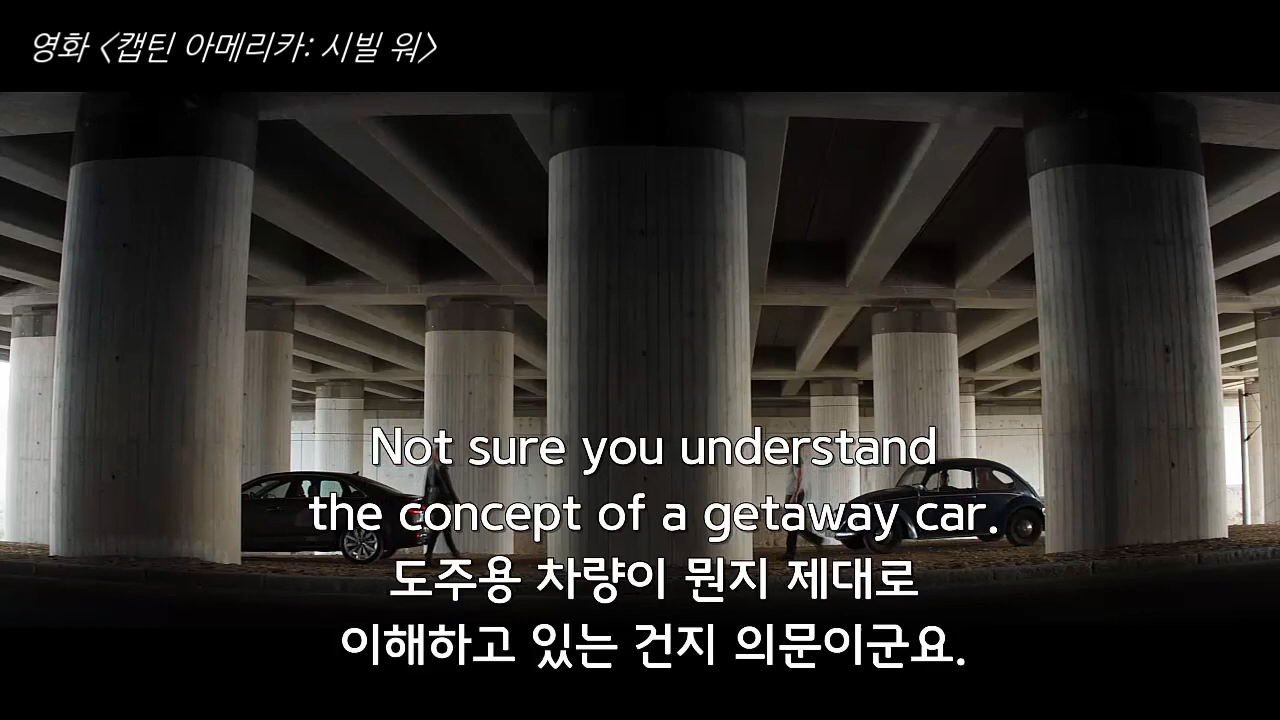 영화 <캡틴 아메리카: 시빌 워>
Not sure you understand
the concept of a getaway car.
도주용 차량이 뭔지 제대로
이해하고 있는 건지 의문이군요.